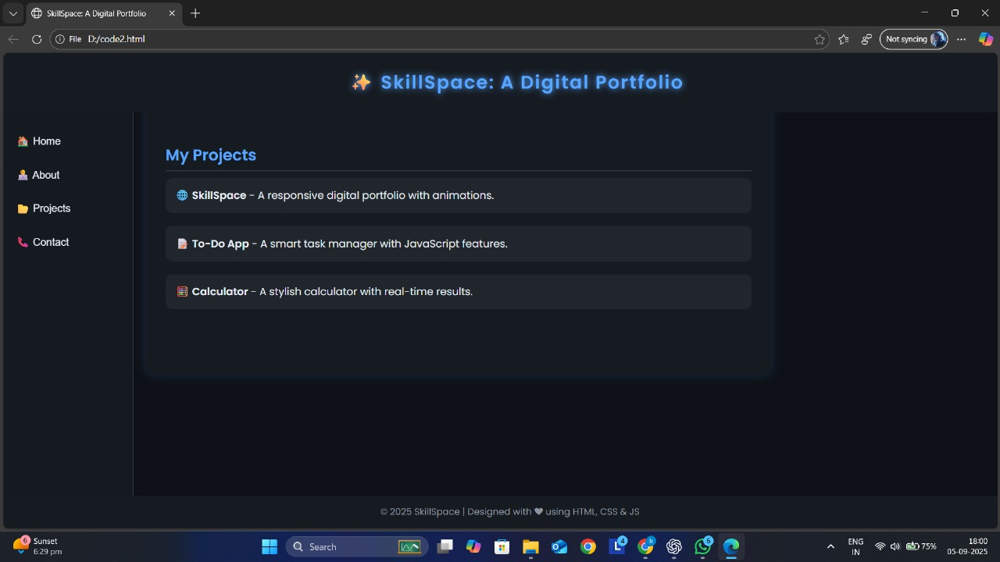 SkillSpace: A Digital Portfolio
File D:/code2.html
Not syncing
✨ SkillSpace: A Digital Portfolio
🏠 Home
About
📁 Projects
📞 Contact
My Projects
🌐 SkillSpace - A responsive digital portfolio with animations.
📝 To-Do App - A smart task manager with JavaScript features.
🧮 Calculator - A stylish calculator with real-time results.
© 2025 SkillSpace | Designed with ❤ using HTML, CSS & JS
6
Sunset
6:29 pm
Search
L
4
b
6
ENG
IN
75%
18:00
05-09-2025